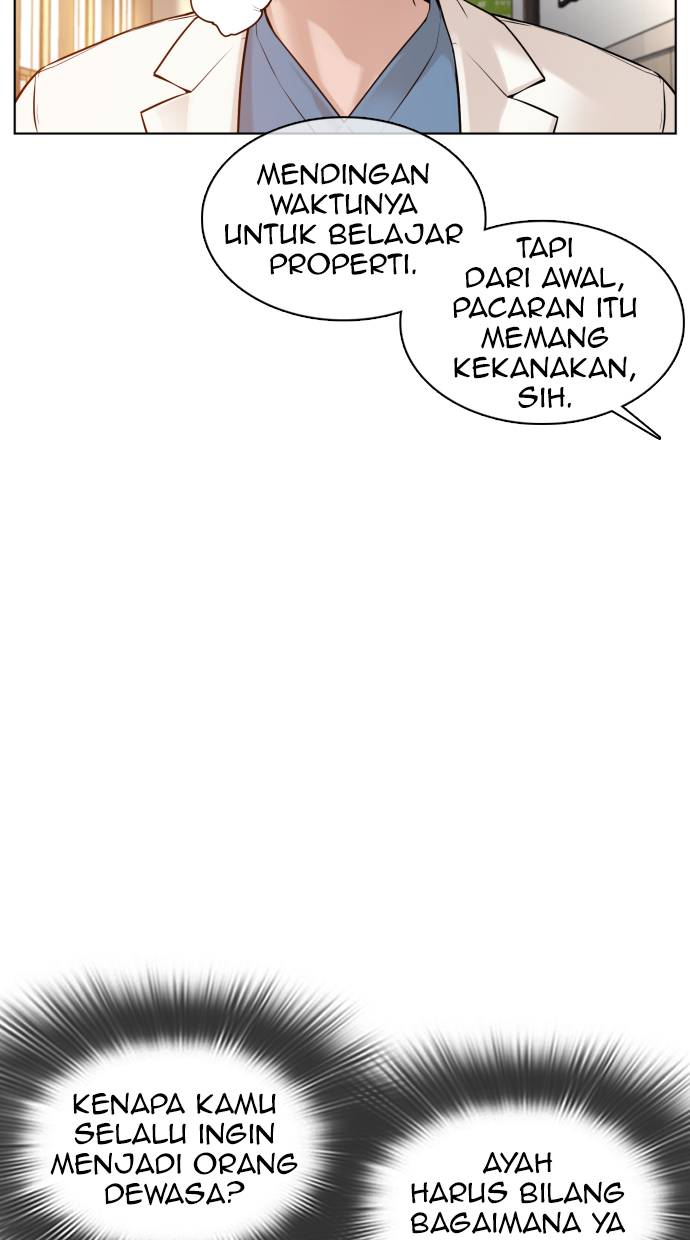 MENDINGAN
WAKTUNYA
UNTUK BELAJAR
PROPERTI.
TAPI
DARI AWAL,
PACARAN ITU
MEMANG
KEKANAKAN,
SIH.
KENAPA KAMU
SELALU INGIN
MENJADI ORANG
DEWASA?
AYAH
HARUS BILANG
BAGAIMANA YA